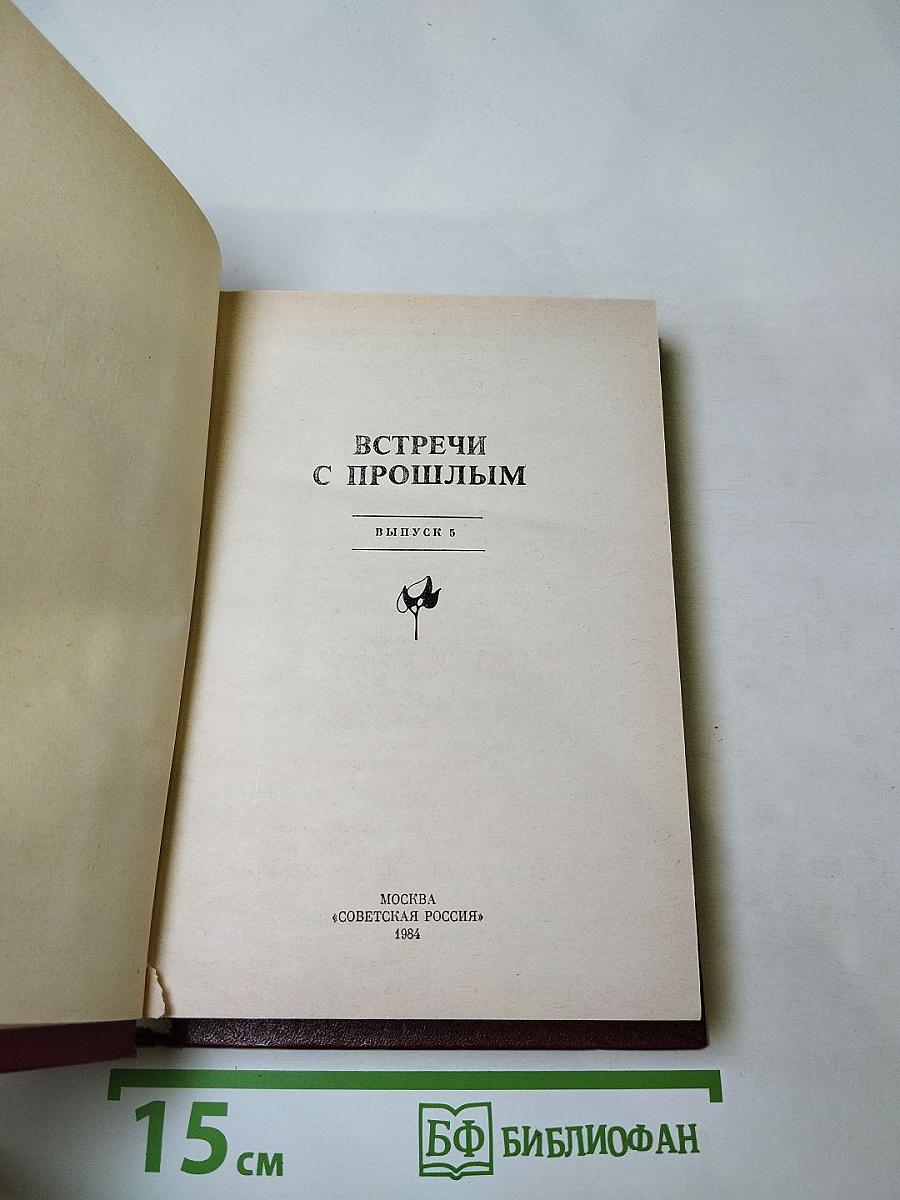 ВСТРЕЧИ
С ПРОШЛЫМ
ВЫПУСК 5
МОСКВА
«СОВЕТСКАЯ РОССИЯ»
1984
15 см
БФ БИБЛИОФАН